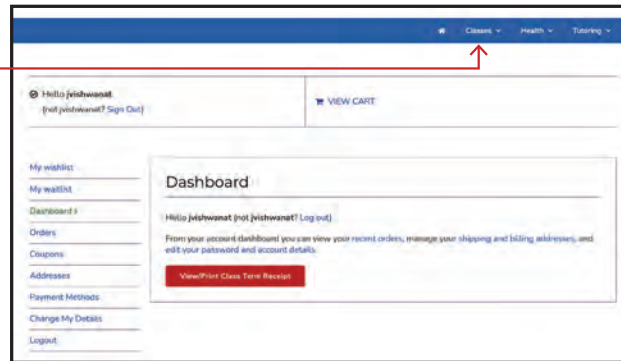 Classes Health Tutoring
Hello jvishwanat
(not jvishwanat? Sign Out)
VIEW CART
My wishlist
My waitlist
Dashboard
Orders
Coupons
Addresses
Payment Methods
Change My Details
Logout
Dashboard
Hello jvishwanat (not jvishwanat? Log out)
From your account dashboard you can view your recent orders, manage your shipping and billing addresses, and
edit your password and account details.
View/Print Class Term Receipt